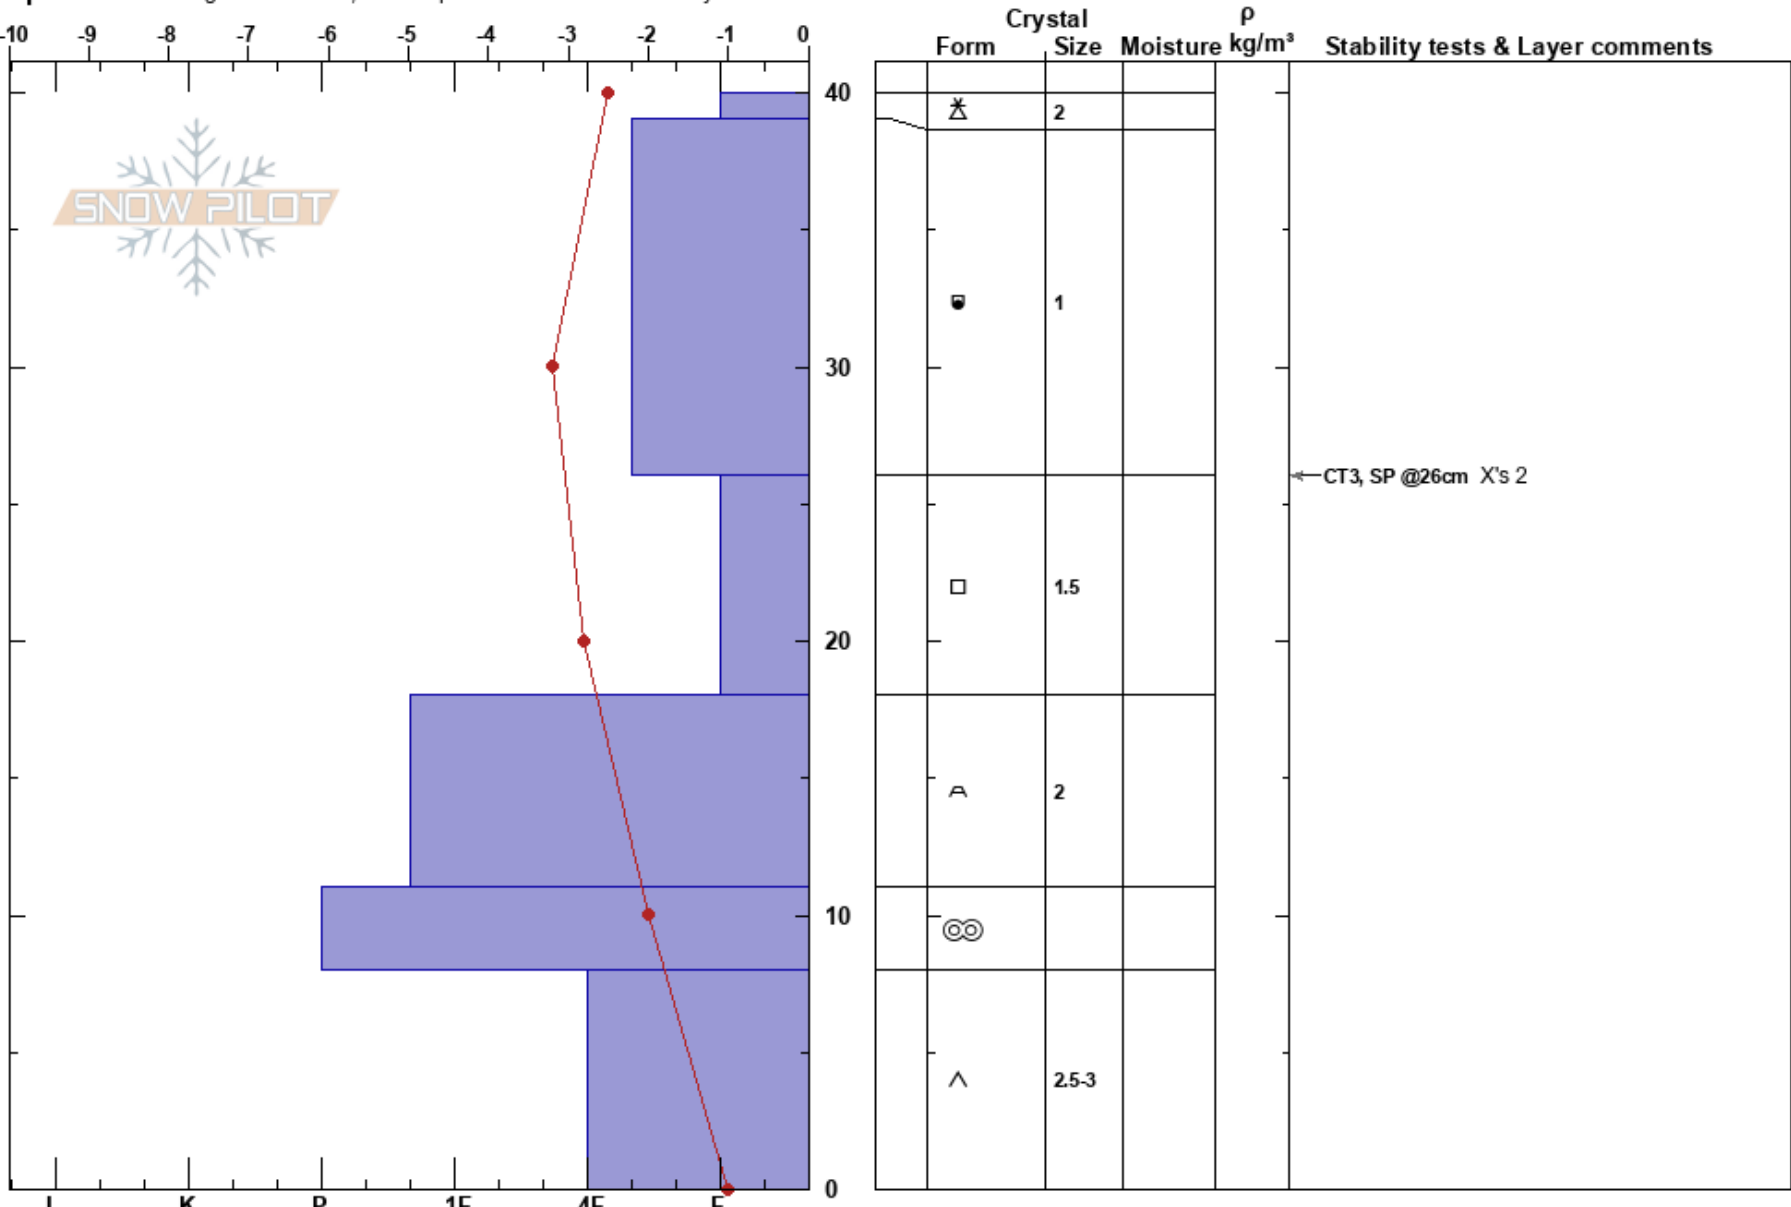 Crystal ρ
-10 -9 -8 -7 -6 -5 -4 -3 -2 -1 0 Form Size Moisture kg/m³ Stability tests & Layer comments
40 2
SNOW PILOT
1
30
CT3, SP @26cm X's 2
1.5
20
2
10
2.5-3
0
I K P 1F 4F F